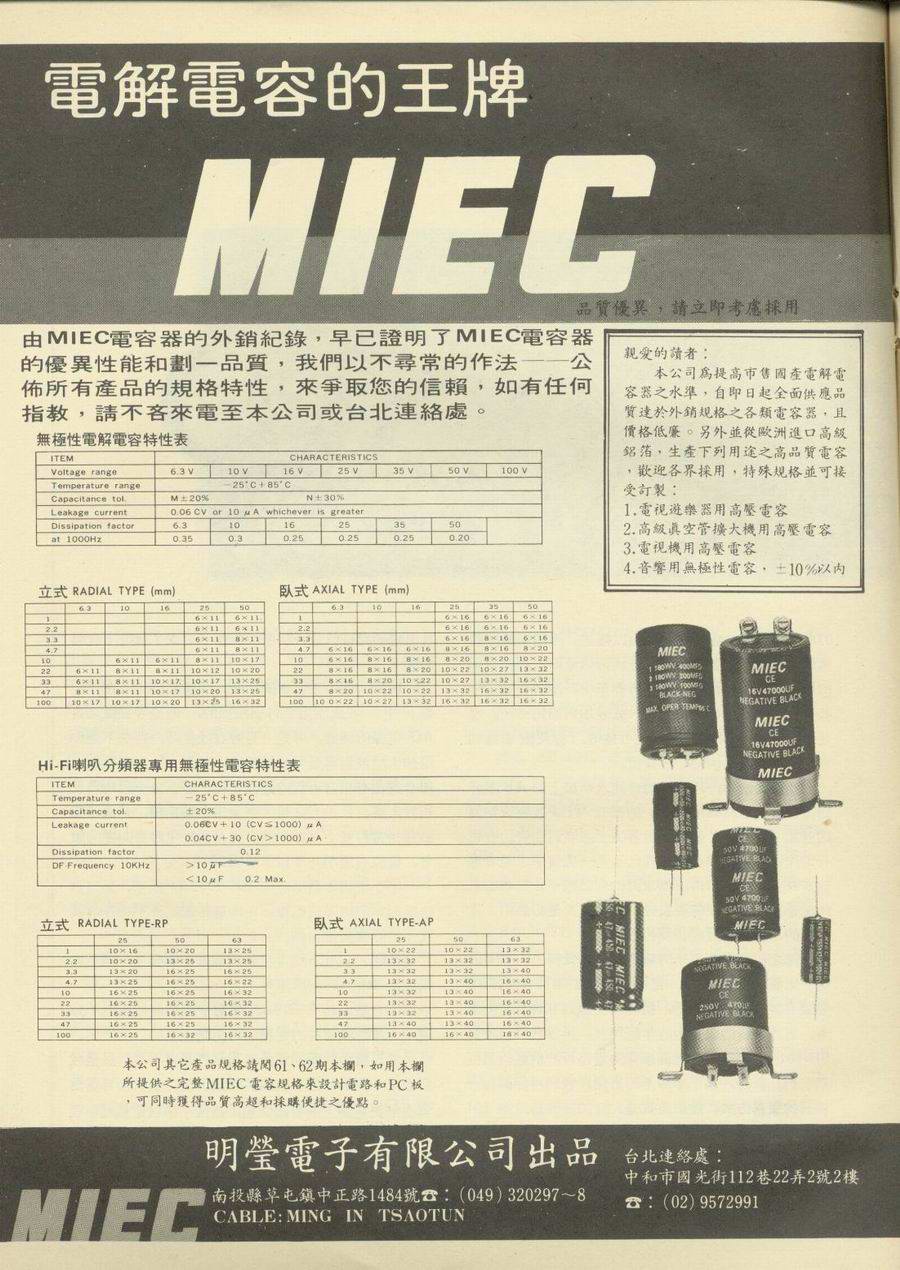 電解電容的王牌
MIEC
品質優異，請立即考慮採用
由MIEC電容器的外銷紀錄，早已證明了MIEC電容器
的優異性能和劃一品質，我們以不尋常的作法──公
佈所有產品的規格特性，來爭取您的信賴，如有任何
指教，請不吝來電至本公司或台北連絡處。
親愛的讀者：
本公司爲提高市售國產電解電
容器之水準，自即日起全面供應品
質達於外銷規格之各類電容器，且
價格低廉。另外並從歐洲進口高級
鋁箔，生產下列用途之高品質電容
，歡迎各界採用，特殊規格並可接
受訂製：
1.電視遊樂器用高壓電容
2.高級眞空管擴大機用高壓電容
3.電視機用高壓電容
4.音響用無極性電容，±10%以內
無極性電解電容特性表
ITEM CHARACTERISTICS
Voltage range 6.3 V 10 V 16 V 25 V 35 V 50 V 100 V
Temperature range －25°C＋85°C
Capacitance tol. M±20% N±30%
Leakage current 0.06 CV or 10 μA whichever is greater
Dissipation factor 6.3 10 16 25 35 50
at 1000Hz 0.35 0.3 0.25 0.25 0.25 0.20
立式 RADIAL TYPE (mm)
6.3 10 16 25 50
1 6×11 6×11
2.2 6×11 6×11
3.3 6×11 8×11
4.7 6×11 8×11
10 6×11 6×11 8×11 10×17
22 6×11 8×11 8×11 10×12 10×20
33 6×11 8×11 10×17 10×17 13×25
47 8×11 8×11 10×17 10×20 13×25
100 10×17 10×17 10×20 13×25 16×32
臥式 AXIAL TYPE (mm)
6.3 10 16 25 35 50
1 6×16 6×16 6×16
2.2 6×16 6×16 6×16
3.3 6×16 8×16 6×16
4.7 6×16 6×16 6×16 8×16 8×16 8×20
10 6×16 8×16 8×16 8×20 8×20 10×22
22 8×16 8×16 8×20 10×22 10×27 13×32
33 8×16 8×20 10×22 10×27 13×32 16×32
47 8×20 10×22 10×22 13×32 16×32 16×32
100 10 0×22 10×27 13×32 16×32 16×32 16×32
Hi-Fi喇叭分頻器專用無極性電容特性表
ITEM CHARACTERISTICS
Temperature range －25°C＋85°C
Capacitance tol. ±20%
Leakage current 0.06CV＋10 (CV≦1000) μA
0.04CV＋30 (CV＞1000) μA
Dissipation factor 0.12
DF-Frequency 10KHz ＞10μF
＜10μF 0.2 Max.
立式 RADIAL TYPE-RP
25 50 63
1 10×16 10×20 13×25
2.2 10×20 13×25 13×25
3.3 13×20 16×25 16×25
4.7 13×25 16×25 16×22
10 16×25 16×25 16×32
22 16×25 16×25 16×32
33 16×25 16×25 16×32
47 16×25 16×25 16×32
100 16×25 16×32 16×32
臥式 AXIAL TYPE-AP
25 50 63
1 10×22 10×22 13×32
2.2 13×32 13×32 13×32
3.3 13×32 13×32 13×40
4.7 13×32 13×40 16×40
10 13×32 13×40 16×40
22 13×32 13×40 16×40
33 13×32 13×40 16×40
47 13×40 13×40 16×40
100 16×40 16×40 18×40
MIEC
1 180WV 400MFD
2 180WV 200MFD
3 180WV 100MFD
BLACK-NEG
MAX. OPER TEMP85°C
MIEC
CE
16V47000UF
NEGATIVE BLACK
MIEC
CE
16V47000UF
NEGATIVE BLACK
MIEC
MIEC
CE
50V 4700UF
NEGATIVE BLACK
MIEC
CE
50V 4700UF
NEGATIVE BLACK
MIEC
NEGATIVE BLACK
MIEC
CE
250V 470UF
NEGATIVE BLACK
本公司其它產品規格請閱61、62期本欄，如用本欄
所提供之完整MIEC電容規格來設計電路和PC板
，可同時獲得品質高超和採購便捷之優點。
明瑩電子有限公司出品
MIEC
南投縣草屯鎮中正路1484號☎：(049) 320297～8
CABLE: MING IN TSAOTUN
台北連絡處：
中和市國光街112巷22弄2號2樓
☎：(02) 9572991